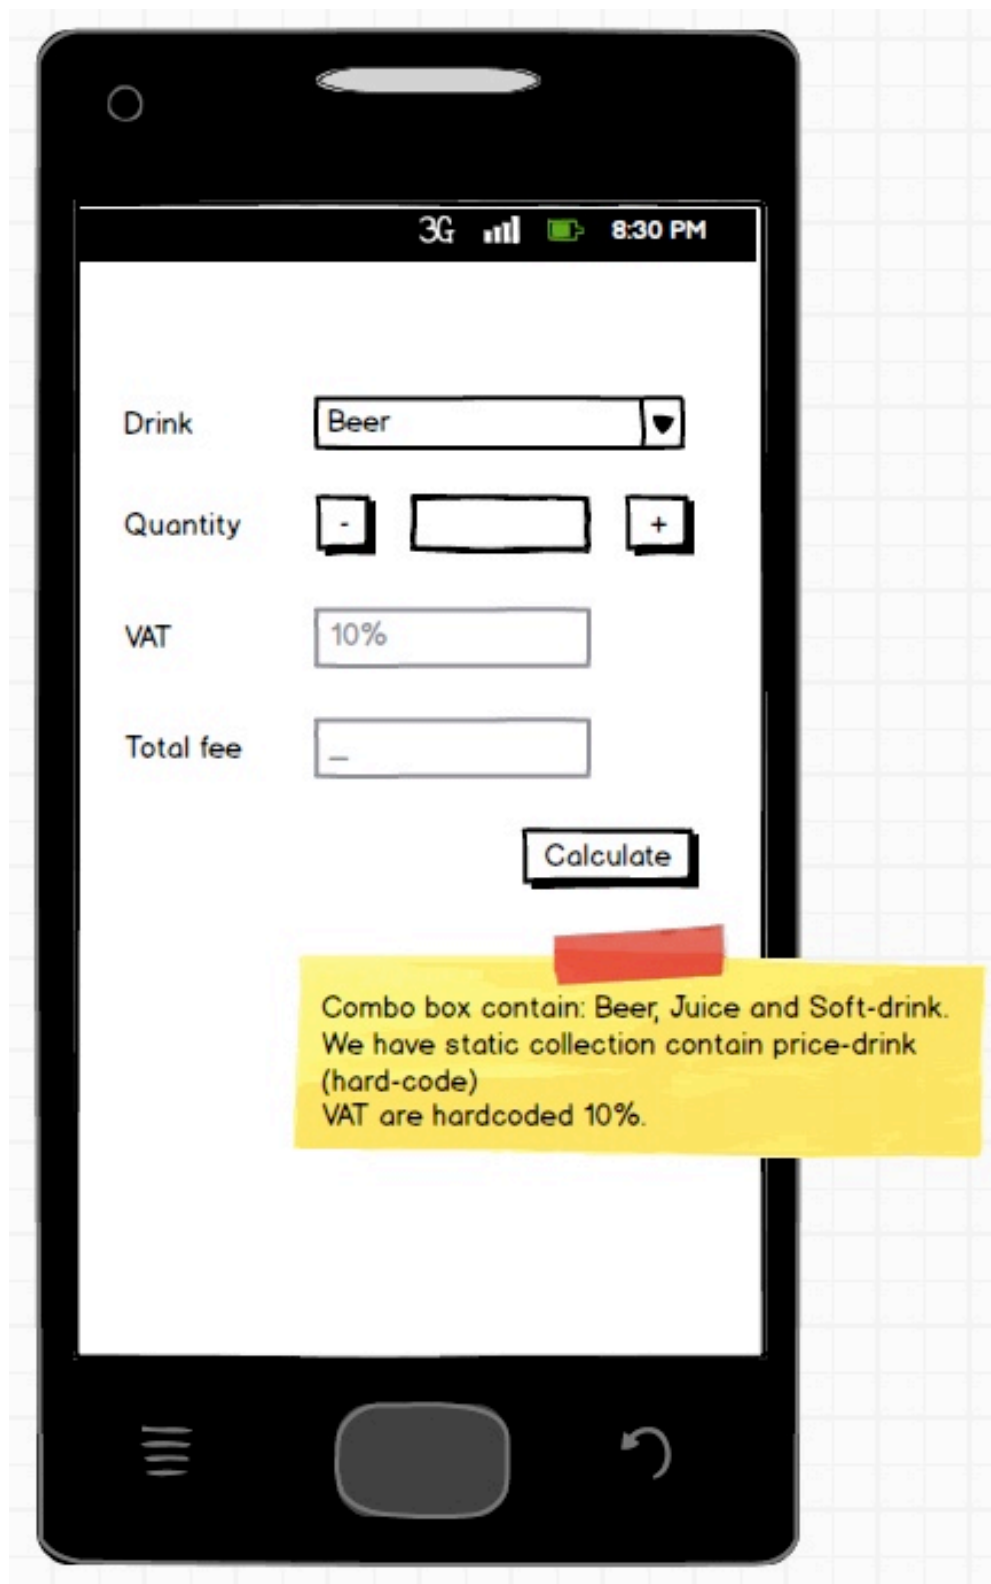 3G 8:30 PM
Drink Beer
Quantity - +
VAT 10%
Total fee _
Calculate
Combo box contain: Beer, Juice and Soft-drink.
We have static collection contain price-drink
(hard-code)
VAT are hardcoded 10%.